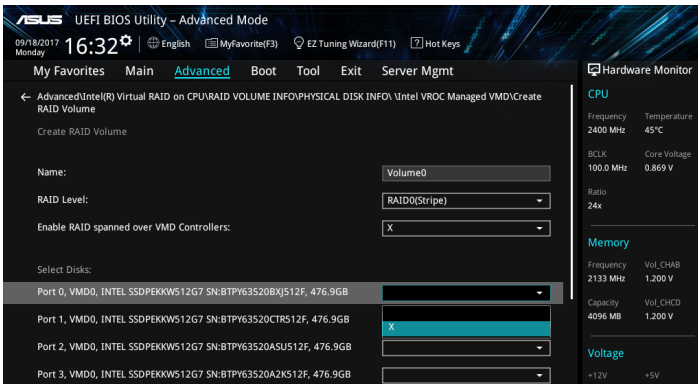 ASUS UEFI BIOS Utility – Advanced Mode
09/18/2017 Monday 16:32 English MyFavorite(F3) EZ Tuning Wizard(F11) ? Hot Keys
My Favorites Main Advanced Boot Tool Exit Server Mgmt
Hardware Monitor
← Advanced\Intel(R) Virtual RAID on CPU\RAID VOLUME INFO\PHYSICAL DISK INFO\ \Intel VROC Managed VMD\Create
RAID Volume
Create RAID Volume
Name: Volume0
RAID Level: RAID0(Stripe)
Enable RAID spanned over VMD Controllers: X
Select Disks:
Port 0, VMD0, INTEL SSDPEKKW512G7 SN:BTPY63520BXJ512F, 476.9GB
Port 1, VMD0, INTEL SSDPEKKW512G7 SN:BTPY63520CTR512F, 476.9GB
X
Port 2, VMD0, INTEL SSDPEKKW512G7 SN:BTPY63520ASU512F, 476.9GB
Port 3, VMD0, INTEL SSDPEKKW512G7 SN:BTPY63520A2K512F, 476.9GB
CPU
Frequency Temperature
2400 MHz 45°C
BCLK Core Voltage
100.0 MHz 0.869 V
Ratio
24x
Memory
Frequency Vol_CHAB
2133 MHz 1.200 V
Capacity Vol_CHCD
4096 MB 1.200 V
Voltage
+12V +5V